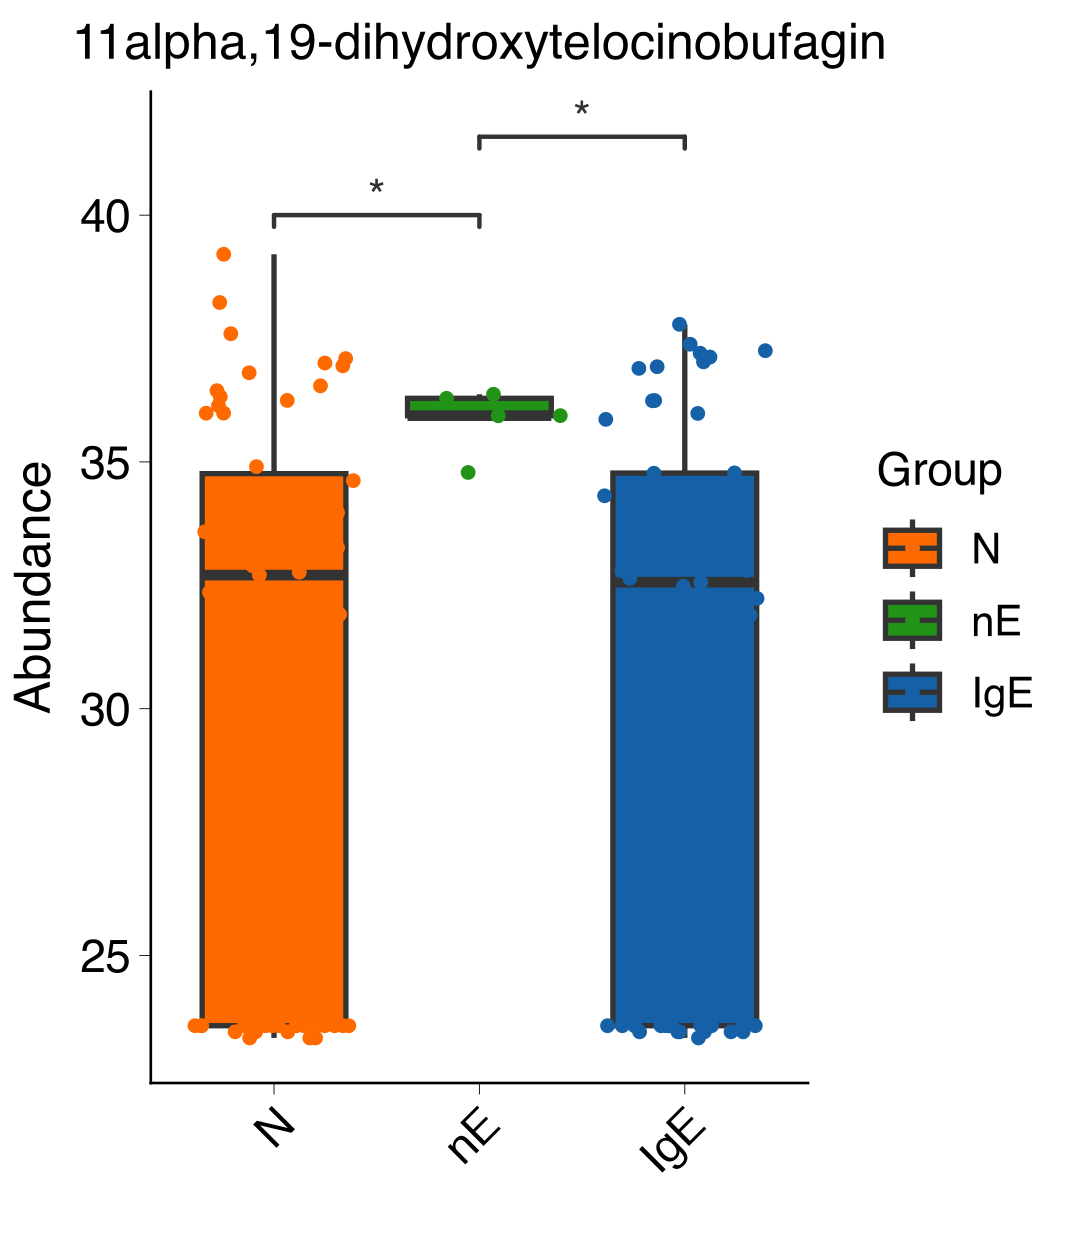 11alpha,19-dihydroxytelocinobufagin
*
*
40
35
30
25
Abundance
N
nE
IgE
Group
N
nE
IgE